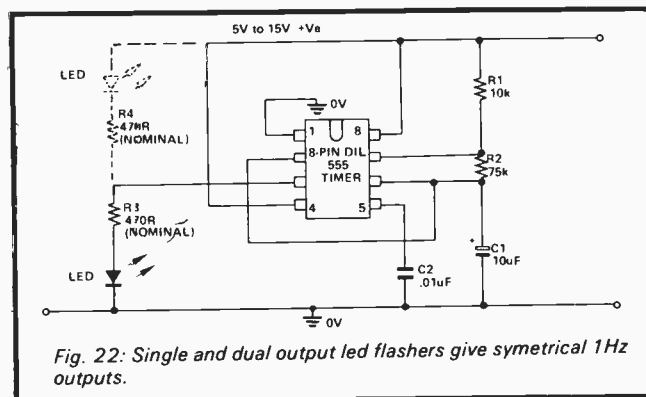 5V to 15V +Ve
LED
R4
470R
(NOMINAL)
R3
470R
(NOMINAL)
LED
0V
1
8
8-PIN DIL
555
TIMER
4
5
R1
10k
R2
75k
C1
10uF
+
C2
.01uF
0V
Fig. 22: Single and dual output led flashers give symetrical 1Hz
outputs.